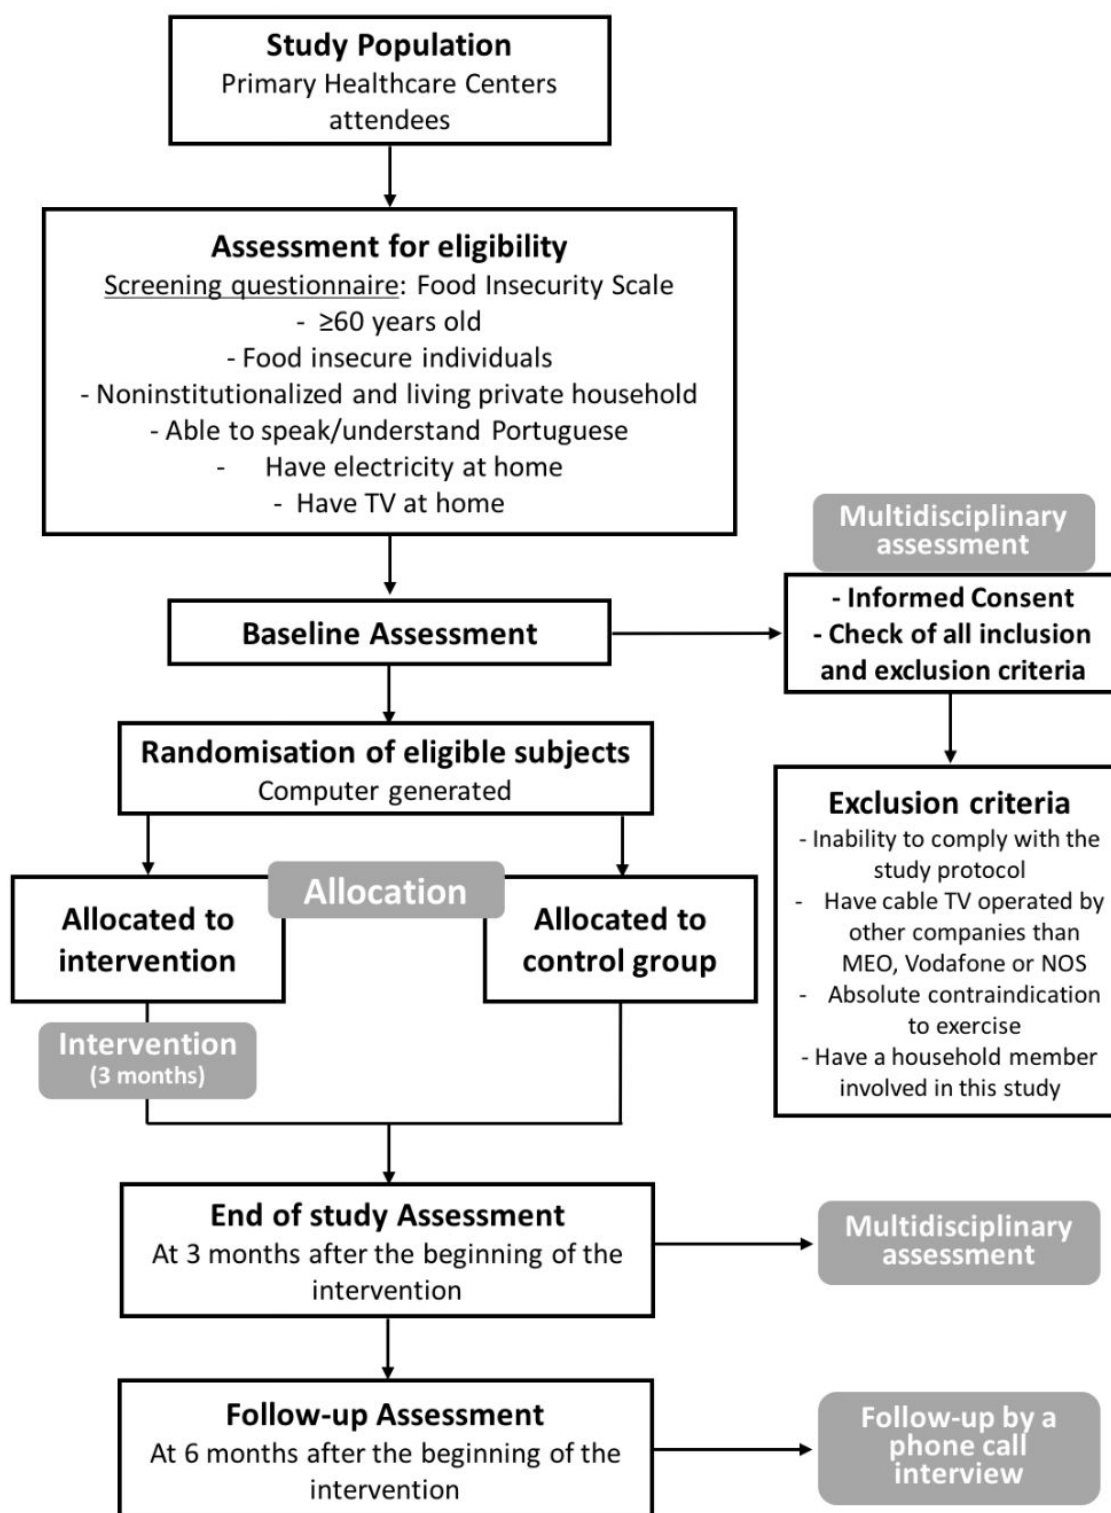 Study Population
Primary Healthcare Centers
attendees
Assessment for eligibility
Screening questionnaire: Food Insecurity Scale
- ≥60 years old
- Food insecure individuals
- Noninstitutionalized and living private household
- Able to speak/understand Portuguese
- Have electricity at home
- Have TV at home
Multidisciplinary
assessment
Baseline Assessment
- Informed Consent
- Check of all inclusion
and exclusion criteria
Randomisation of eligible subjects
Computer generated
Exclusion criteria
- Inability to comply with the
study protocol
- Have cable TV operated by
other companies than
MEO, Vodafone or NOS
- Absolute contraindication
to exercise
- Have a household member
involved in this study
Allocation
Allocated to
intervention
Allocated to
control group
Intervention
(3 months)
End of study Assessment
At 3 months after the beginning of the
intervention
Multidisciplinary
assessment
Follow-up Assessment
At 6 months after the beginning of the
intervention
Follow-up by a
phone call
interview